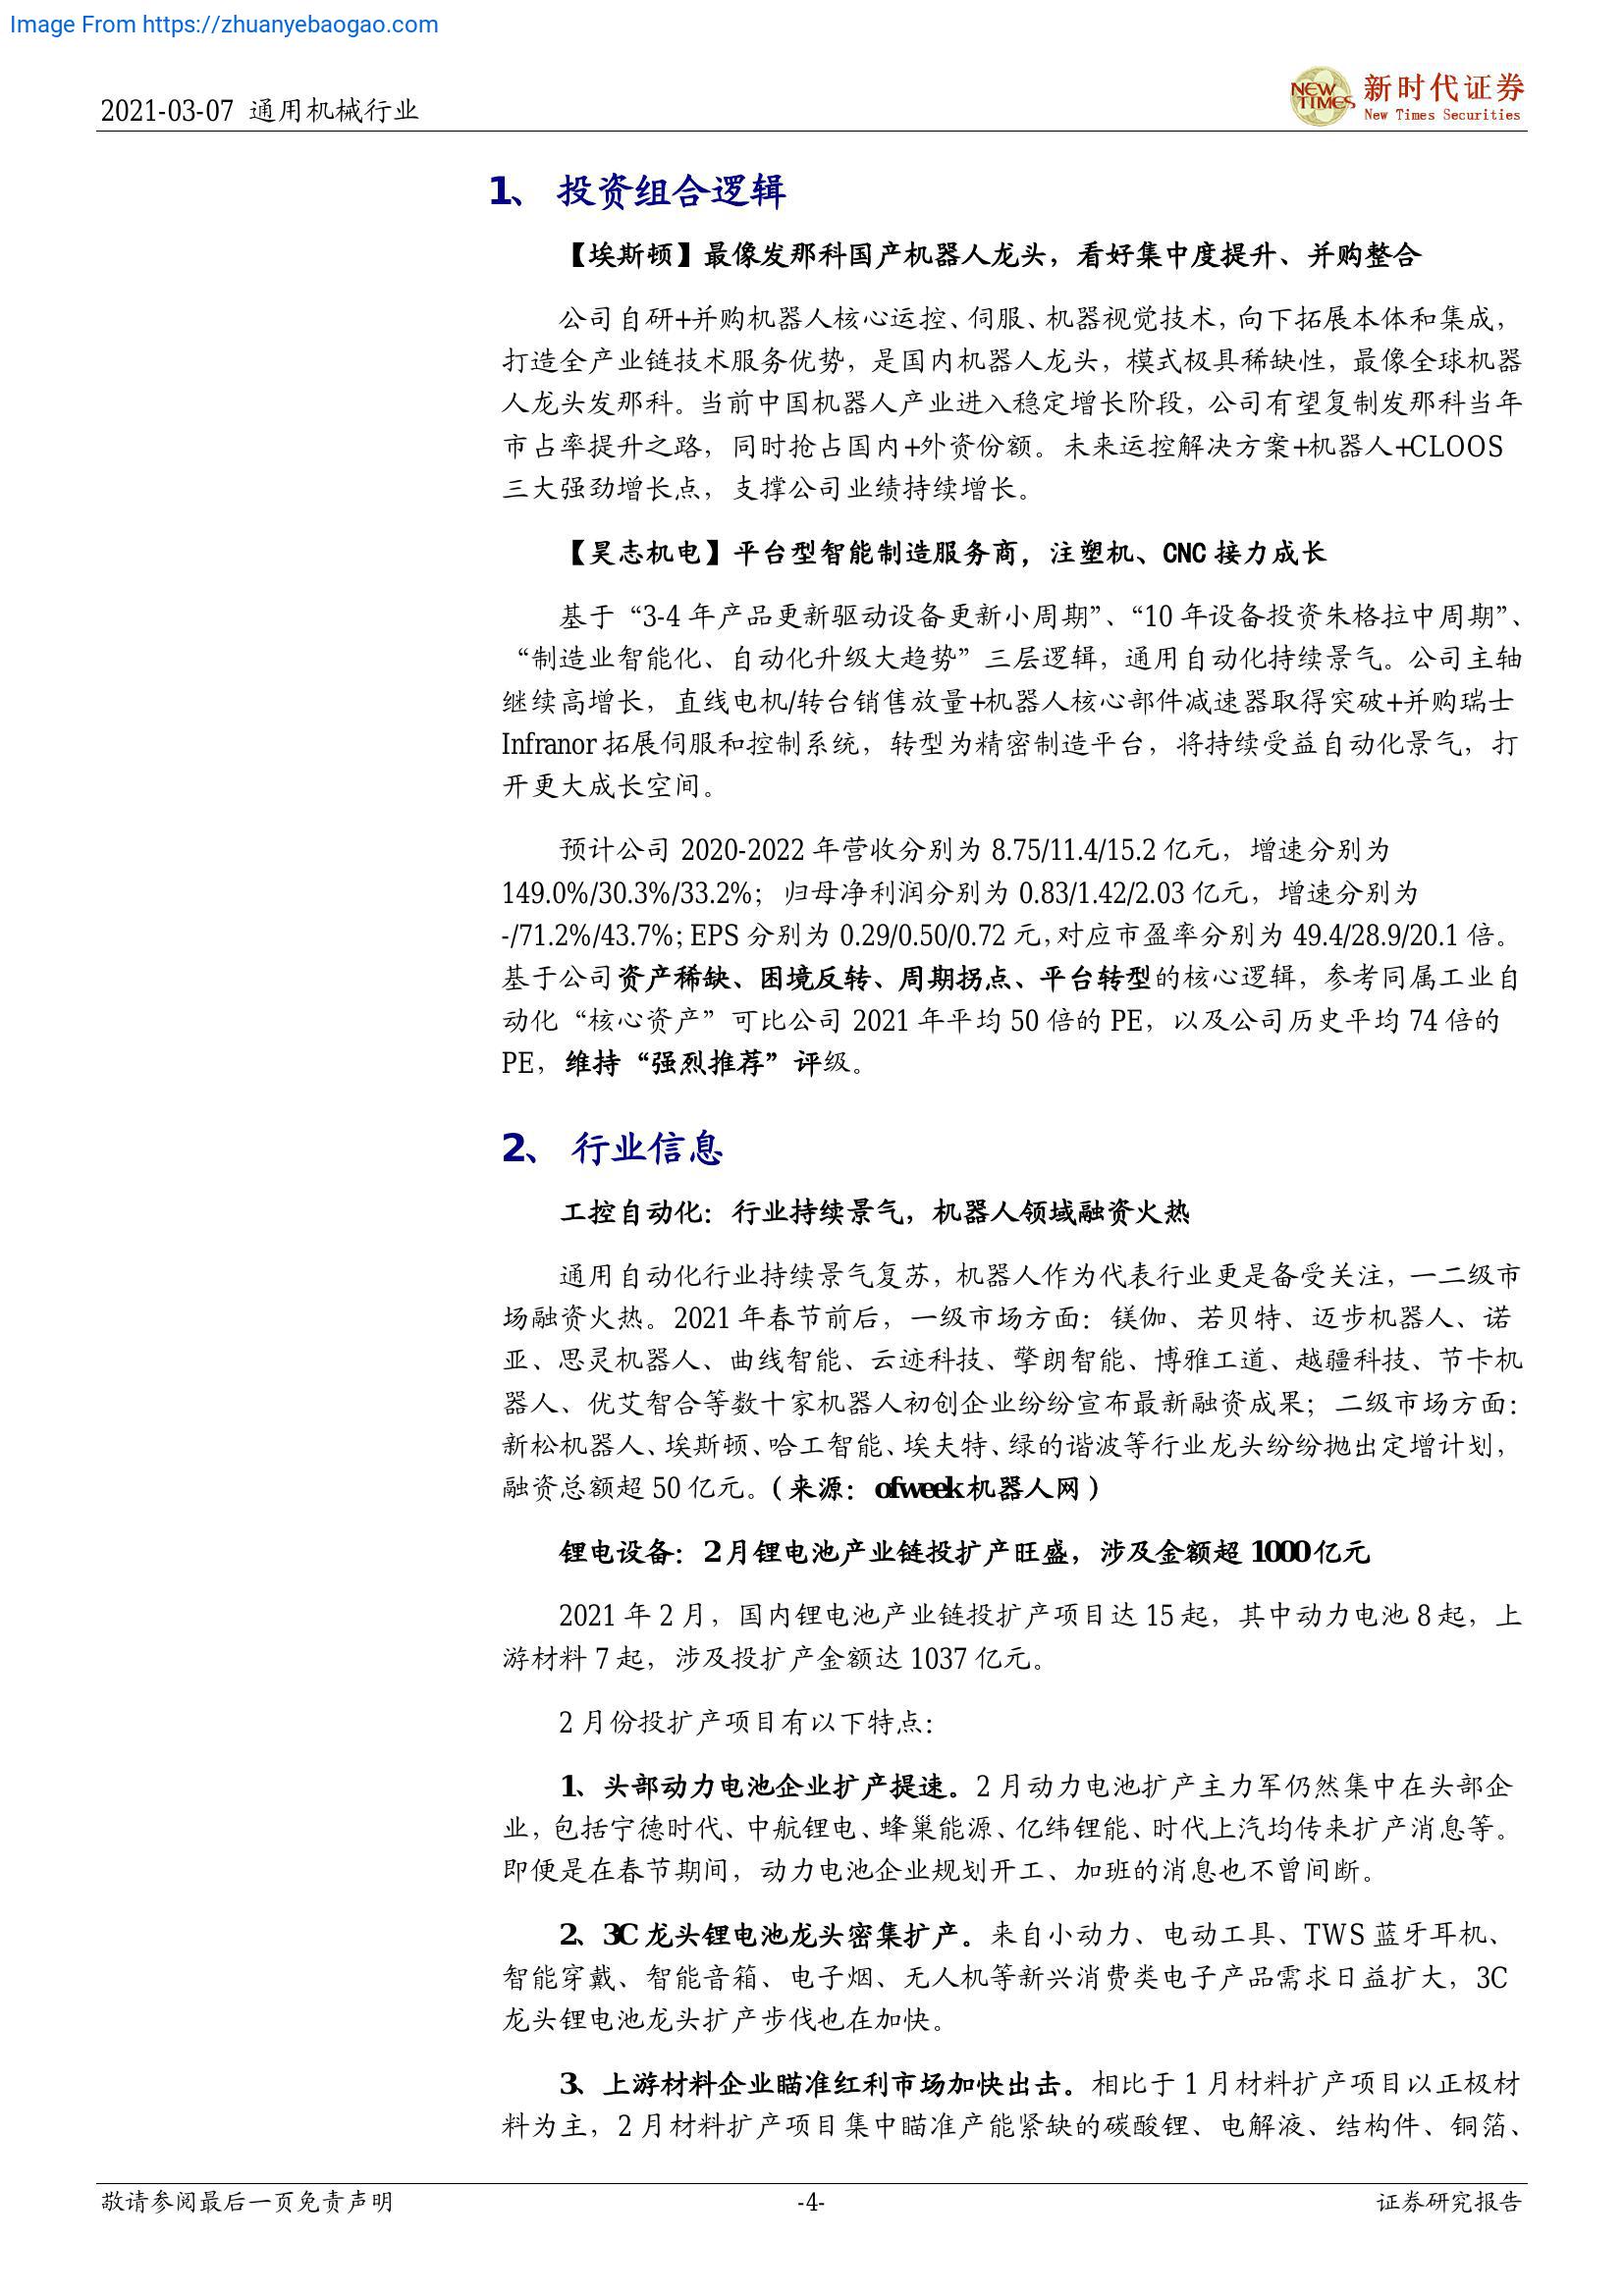 Image From https://zhuanyebaogao.com
2021-03-07 通用机械行业
NEW TIMES 新时代证券
New Times Securities
1、 投资组合逻辑
【埃斯顿】最像发那科国产机器人龙头，看好集中度提升、并购整合
公司自研+并购机器人核心运控、伺服、机器视觉技术，向下拓展本体和集成，
打造全产业链技术服务优势，是国内机器人龙头，模式极具稀缺性，最像全球机器
人龙头发那科。当前中国机器人产业进入稳定增长阶段，公司有望复制发那科当年
市占率提升之路，同时抢占国内+外资份额。未来运控解决方案+机器人+CLOOS
三大强劲增长点，支撑公司业绩持续增长。
【昊志机电】平台型智能制造服务商，注塑机、CNC 接力成长
基于“3-4 年产品更新驱动设备更新小周期”、“10 年设备投资朱格拉中周期”、
“制造业智能化、自动化升级大趋势”三层逻辑，通用自动化持续景气。公司主轴
继续高增长，直线电机/转台销售放量+机器人核心部件减速器取得突破+并购瑞士
Infranor 拓展伺服和控制系统，转型为精密制造平台，将持续受益自动化景气，打
开更大成长空间。
预计公司 2020-2022 年营收分别为 8.75/11.4/15.2 亿元，增速分别为
149.0%/30.3%/33.2%；归母净利润分别为 0.83/1.42/2.03 亿元，增速分别为
-/71.2%/43.7%；EPS 分别为 0.29/0.50/0.72 元，对应市盈率分别为 49.4/28.9/20.1 倍。
基于公司资产稀缺、困境反转、周期拐点、平台转型的核心逻辑，参考同属工业自
动化“核心资产”可比公司 2021 年平均 50 倍的 PE，以及公司历史平均 74 倍的
PE，维持“强烈推荐”评级。
2、 行业信息
工控自动化：行业持续景气，机器人领域融资火热
通用自动化行业持续景气复苏，机器人作为代表行业更是备受关注，一二级市
场融资火热。2021 年春节前后，一级市场方面：镁伽、若贝特、迈步机器人、诺
亚、思灵机器人、曲线智能、云迹科技、擎朗智能、博雅工道、越疆科技、节卡机
器人、优艾智合等数十家机器人初创企业纷纷宣布最新融资成果；二级市场方面：
新松机器人、埃斯顿、哈工智能、埃夫特、绿的谐波等行业龙头纷纷抛出定增计划，
融资总额超 50 亿元。（来源：ofweek 机器人网）
锂电设备：2 月锂电池产业链投扩产旺盛，涉及金额超 1000 亿元
2021 年 2 月，国内锂电池产业链投扩产项目达 15 起，其中动力电池 8 起，上
游材料 7 起，涉及投扩产金额达 1037 亿元。
2 月份投扩产项目有以下特点：
1、头部动力电池企业扩产提速。2 月动力电池扩产主力军仍然集中在头部企
业，包括宁德时代、中航锂电、蜂巢能源、亿纬锂能、时代上汽均传来扩产消息等。
即便是在春节期间，动力电池企业规划开工、加班的消息也不曾间断。
2、3C 龙头锂电池龙头密集扩产。来自小动力、电动工具、TWS 蓝牙耳机、
智能穿戴、智能音箱、电子烟、无人机等新兴消费类电子产品需求日益扩大，3C
龙头锂电池龙头扩产步伐也在加快。
3、上游材料企业瞄准红利市场加快出击。相比于 1 月材料扩产项目以正极材
料为主，2 月材料扩产项目集中瞄准产能紧缺的碳酸锂、电解液、结构件、铜箔、
敬请参阅最后一页免责声明 -4- 证券研究报告